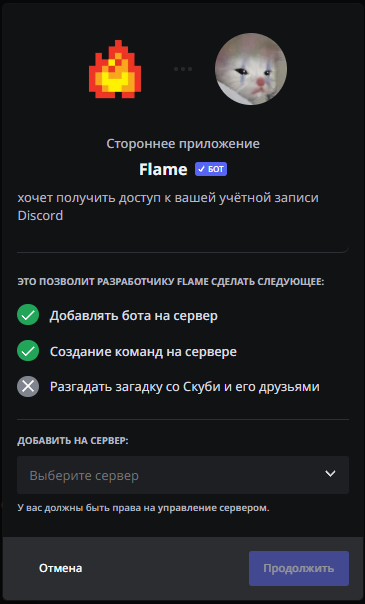 Стороннее приложение
Flame БОТ
хочет получить доступ к вашей учётной записи
Discord
ЭТО ПОЗВОЛИТ РАЗРАБОТЧИКУ FLAME СДЕЛАТЬ СЛЕДУЮЩЕЕ:
Добавлять бота на сервер
Создание команд на сервере
Разгадать загадку со Скуби и его друзьями
ДОБАВИТЬ НА СЕРВЕР:
Выберите сервер
У вас должны быть права на управление сервером.
Отмена Продолжить